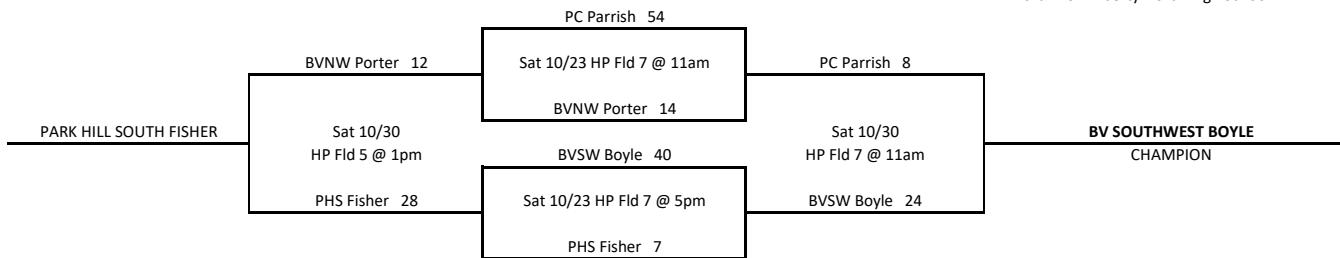 PC Parrish 54
BVNW Porter 12
Sat 10/23 HP Fld 7 @ 11am
PC Parrish 8
BVNW Porter 14
PARK HILL SOUTH FISHER
Sat 10/30
HP Fld 5 @ 1pm
Sat 10/30
HP Fld 7 @ 11am
BV SOUTHWEST BOYLE
CHAMPION
BVSW Boyle 40
PHS Fisher 28
Sat 10/23 HP Fld 7 @ 5pm
BVSW Boyle 24
PHS Fisher 7